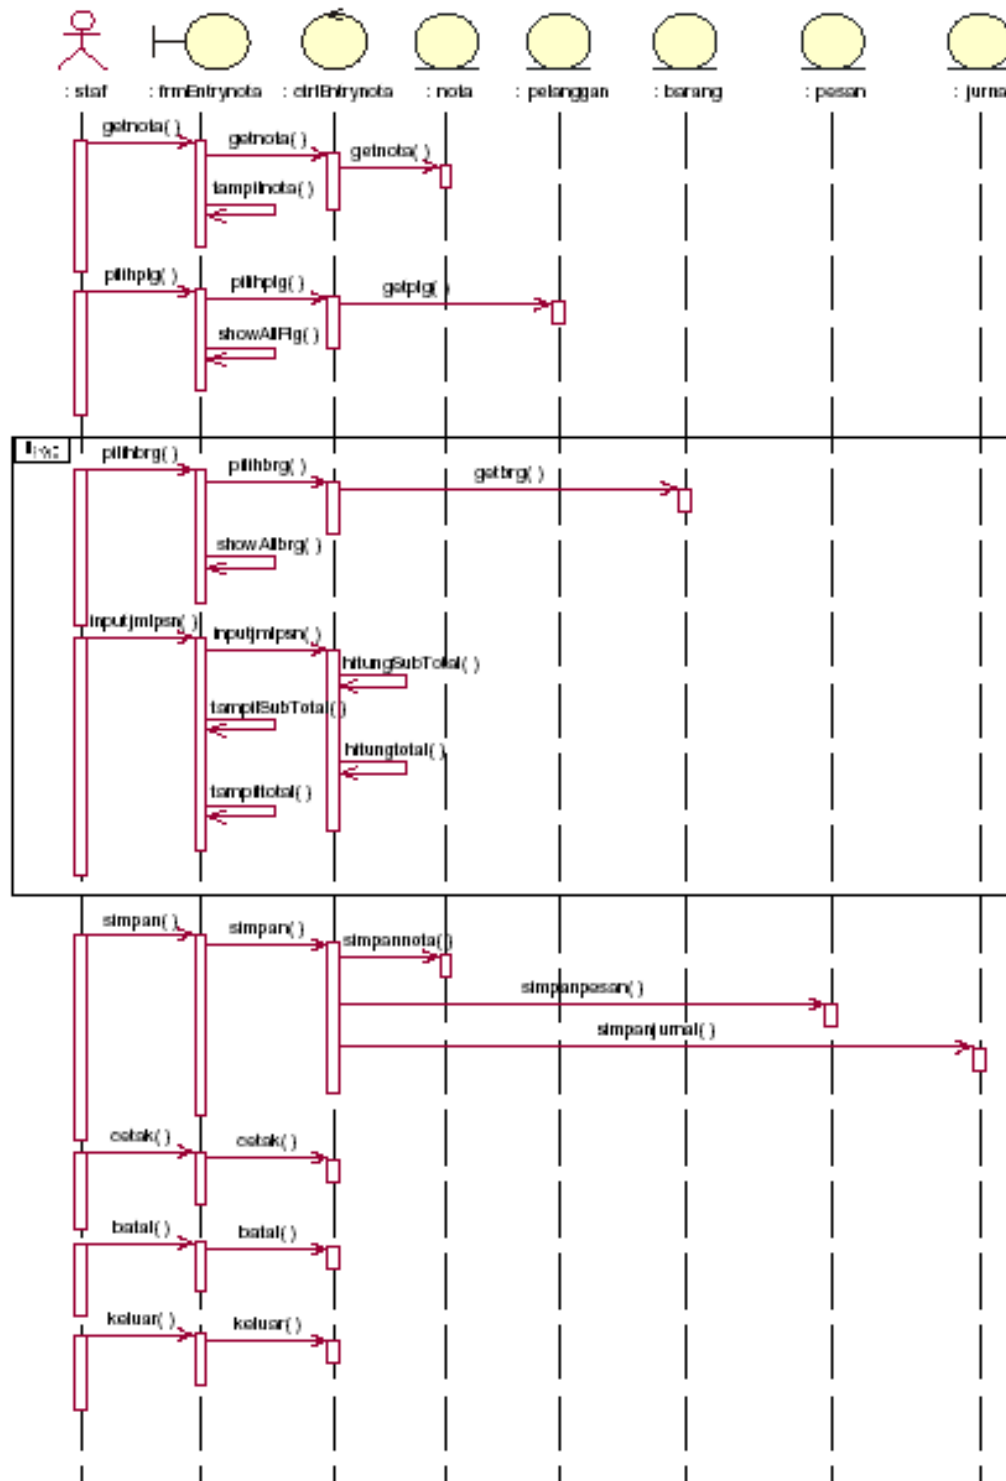 : staf
: frmEntrynota
: ctrlEntrynota
: nota
: pelanggan
: barang
: pesan
: jurna
getnota( )
getnota( )
getnota( )
tampilnota( )
pilihplg( )
pilihplg( )
getplg( )
showAllPlg( )
pilihbrg( )
pilihbrg( )
getbrg( )
showAllbrg( )
inputjmlpsn( )
inputjmlpsn( )
hitungSubTotal( )
tampilSubTotal( )
hitungtotal( )
tampiltotal( )
simpan( )
simpan( )
simpannota( )
simpanpesan( )
simpanjurnal( )
cetak( )
cetak( )
batal( )
batal( )
keluar( )
keluar( )